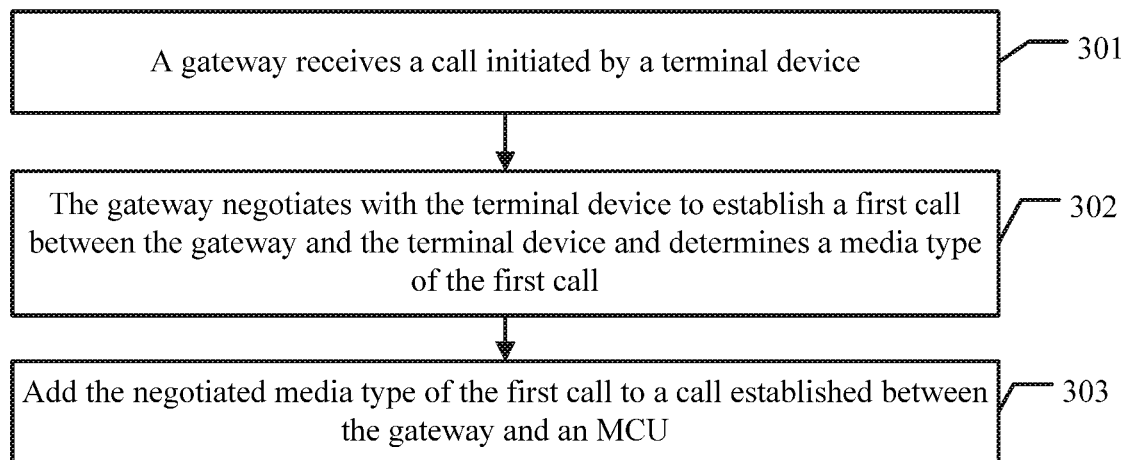 A gateway receives a call initiated by a terminal device
301
The gateway negotiates with the terminal device to establish a first call
between the gateway and the terminal device and determines a media type
of the first call
302
Add the negotiated media type of the first call to a call established between
the gateway and an MCU
303